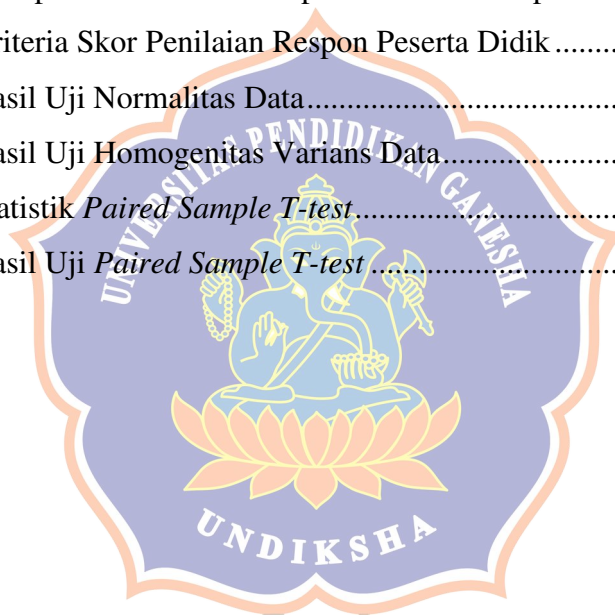 riteria Skor Penilaian Respon Peserta Didik ........
asil Uji Normalitas Data.......................................
asil Uji Homogenitas Varians Data......................
atistik Paired Sample T-test.................................
asil Uji Paired Sample T-test ...............................
UNIVERSITAS PENDIDIKAN GANESHA
UNDIKSHA